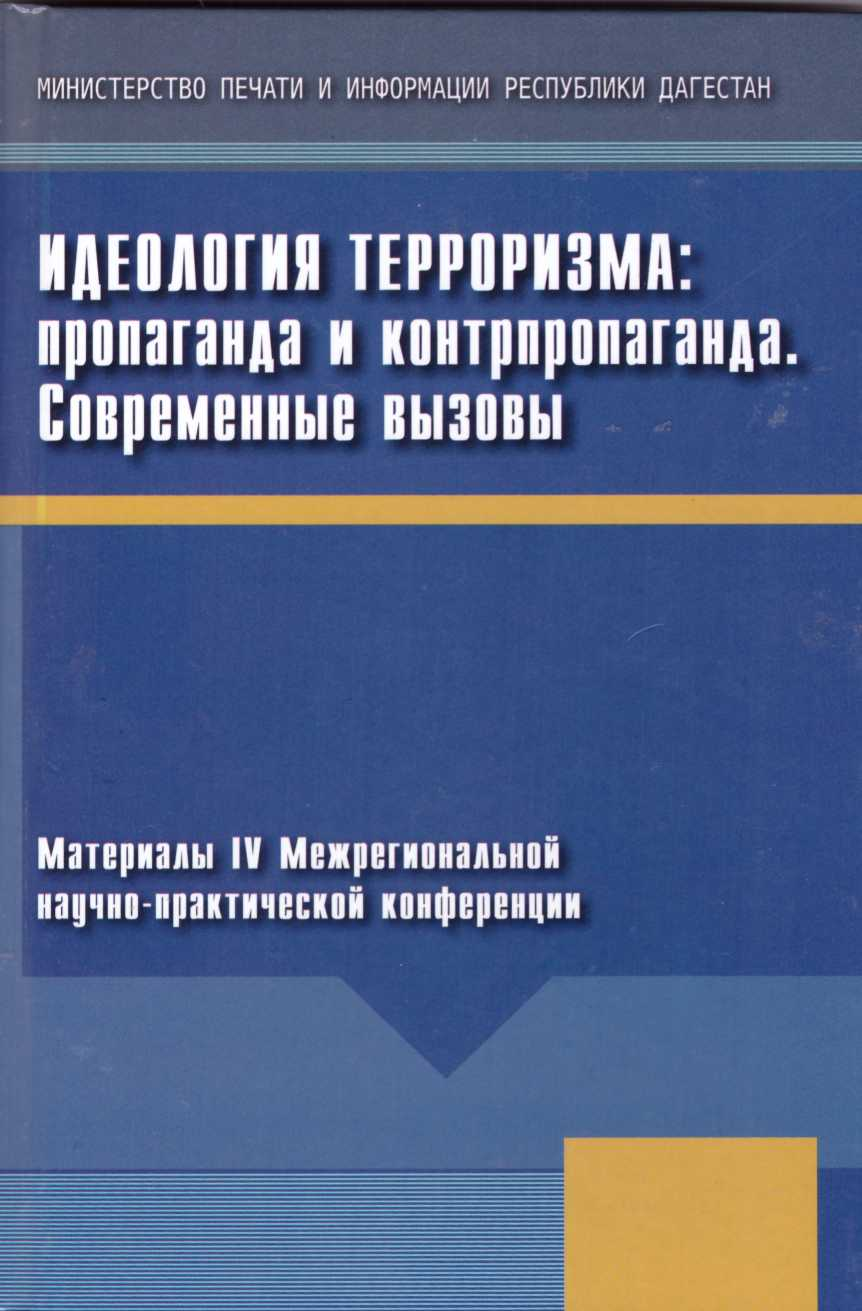 МИНИСТЕРСТВО ПЕЧАТИ И ИНФОРМАЦИИ РЕСПУБЛИКИ ДАГЕСТАН
ИДЕОЛОГИЯ ТЕРРОРИЗМА:
пропаганда и контрпропаганда.
Современные вызовы
Материалы IV Межрегиональной
научно-практической конференции